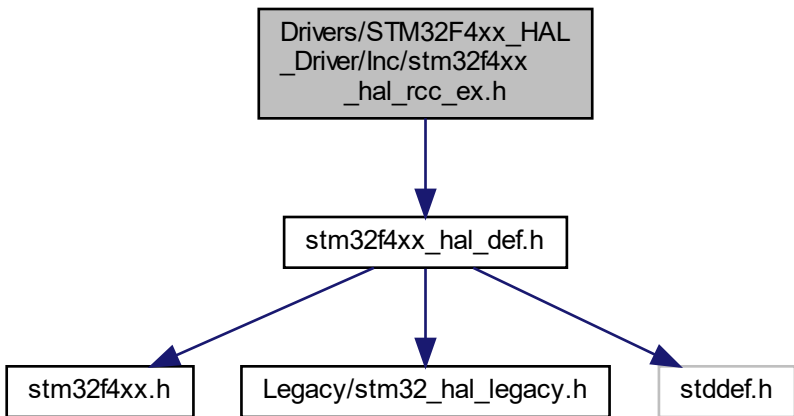 Drivers/STM32F4xx_HAL
_Driver/Inc/stm32f4xx
_hal_rcc_ex.h
stm32f4xx_hal_def.h
stm32f4xx.h
Legacy/stm32_hal_legacy.h
stddef.h